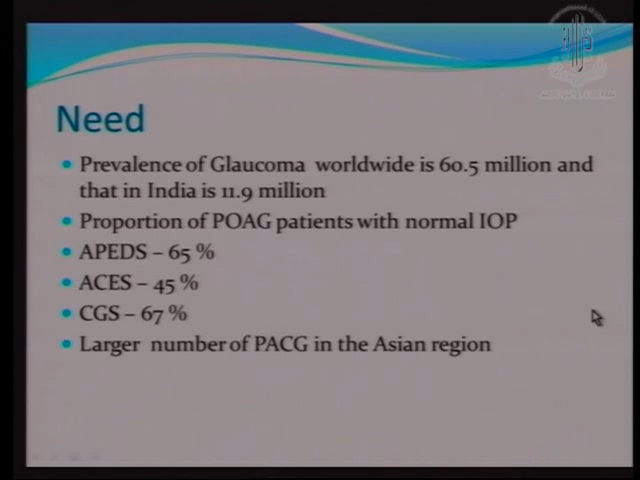 Need
Prevalence of Glaucoma worldwide is 60.5 million and
that in India is 11.9 million
Proportion of POAG patients with normal IOP
APEDS – 65 %
ACES – 45 %
CGS – 67 %
Larger number of PACG in the Asian region